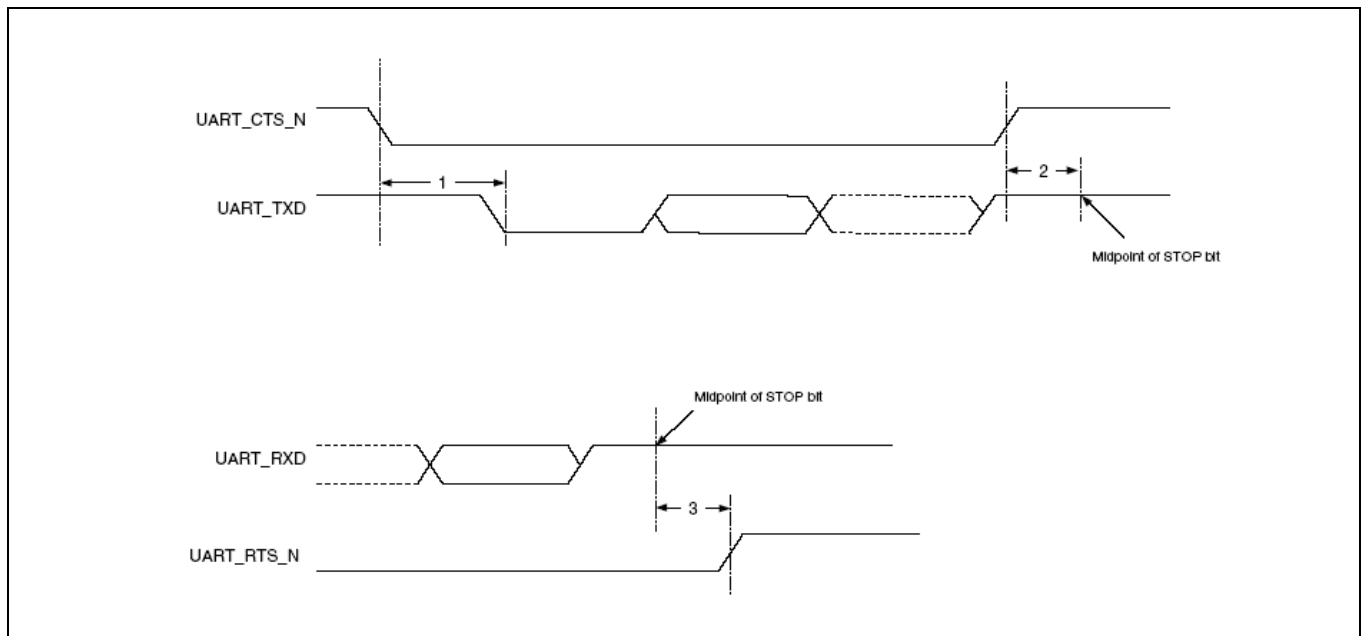 UART_CTS_N
1
2
UART_TXD
Midpoint of STOP bit
Midpoint of STOP bit
UART_RXD
3
UART_RTS_N